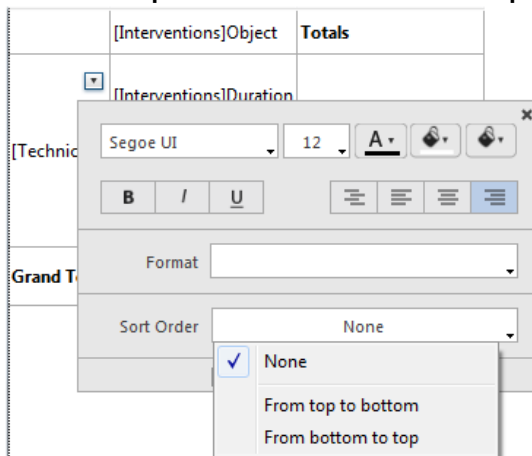 [Interventions]Object Totals
[Interventions]Duration
[Technic
Segoe UI 12 A
B I U
Format
Grand T
Sort Order None
None
From top to bottom
From bottom to top